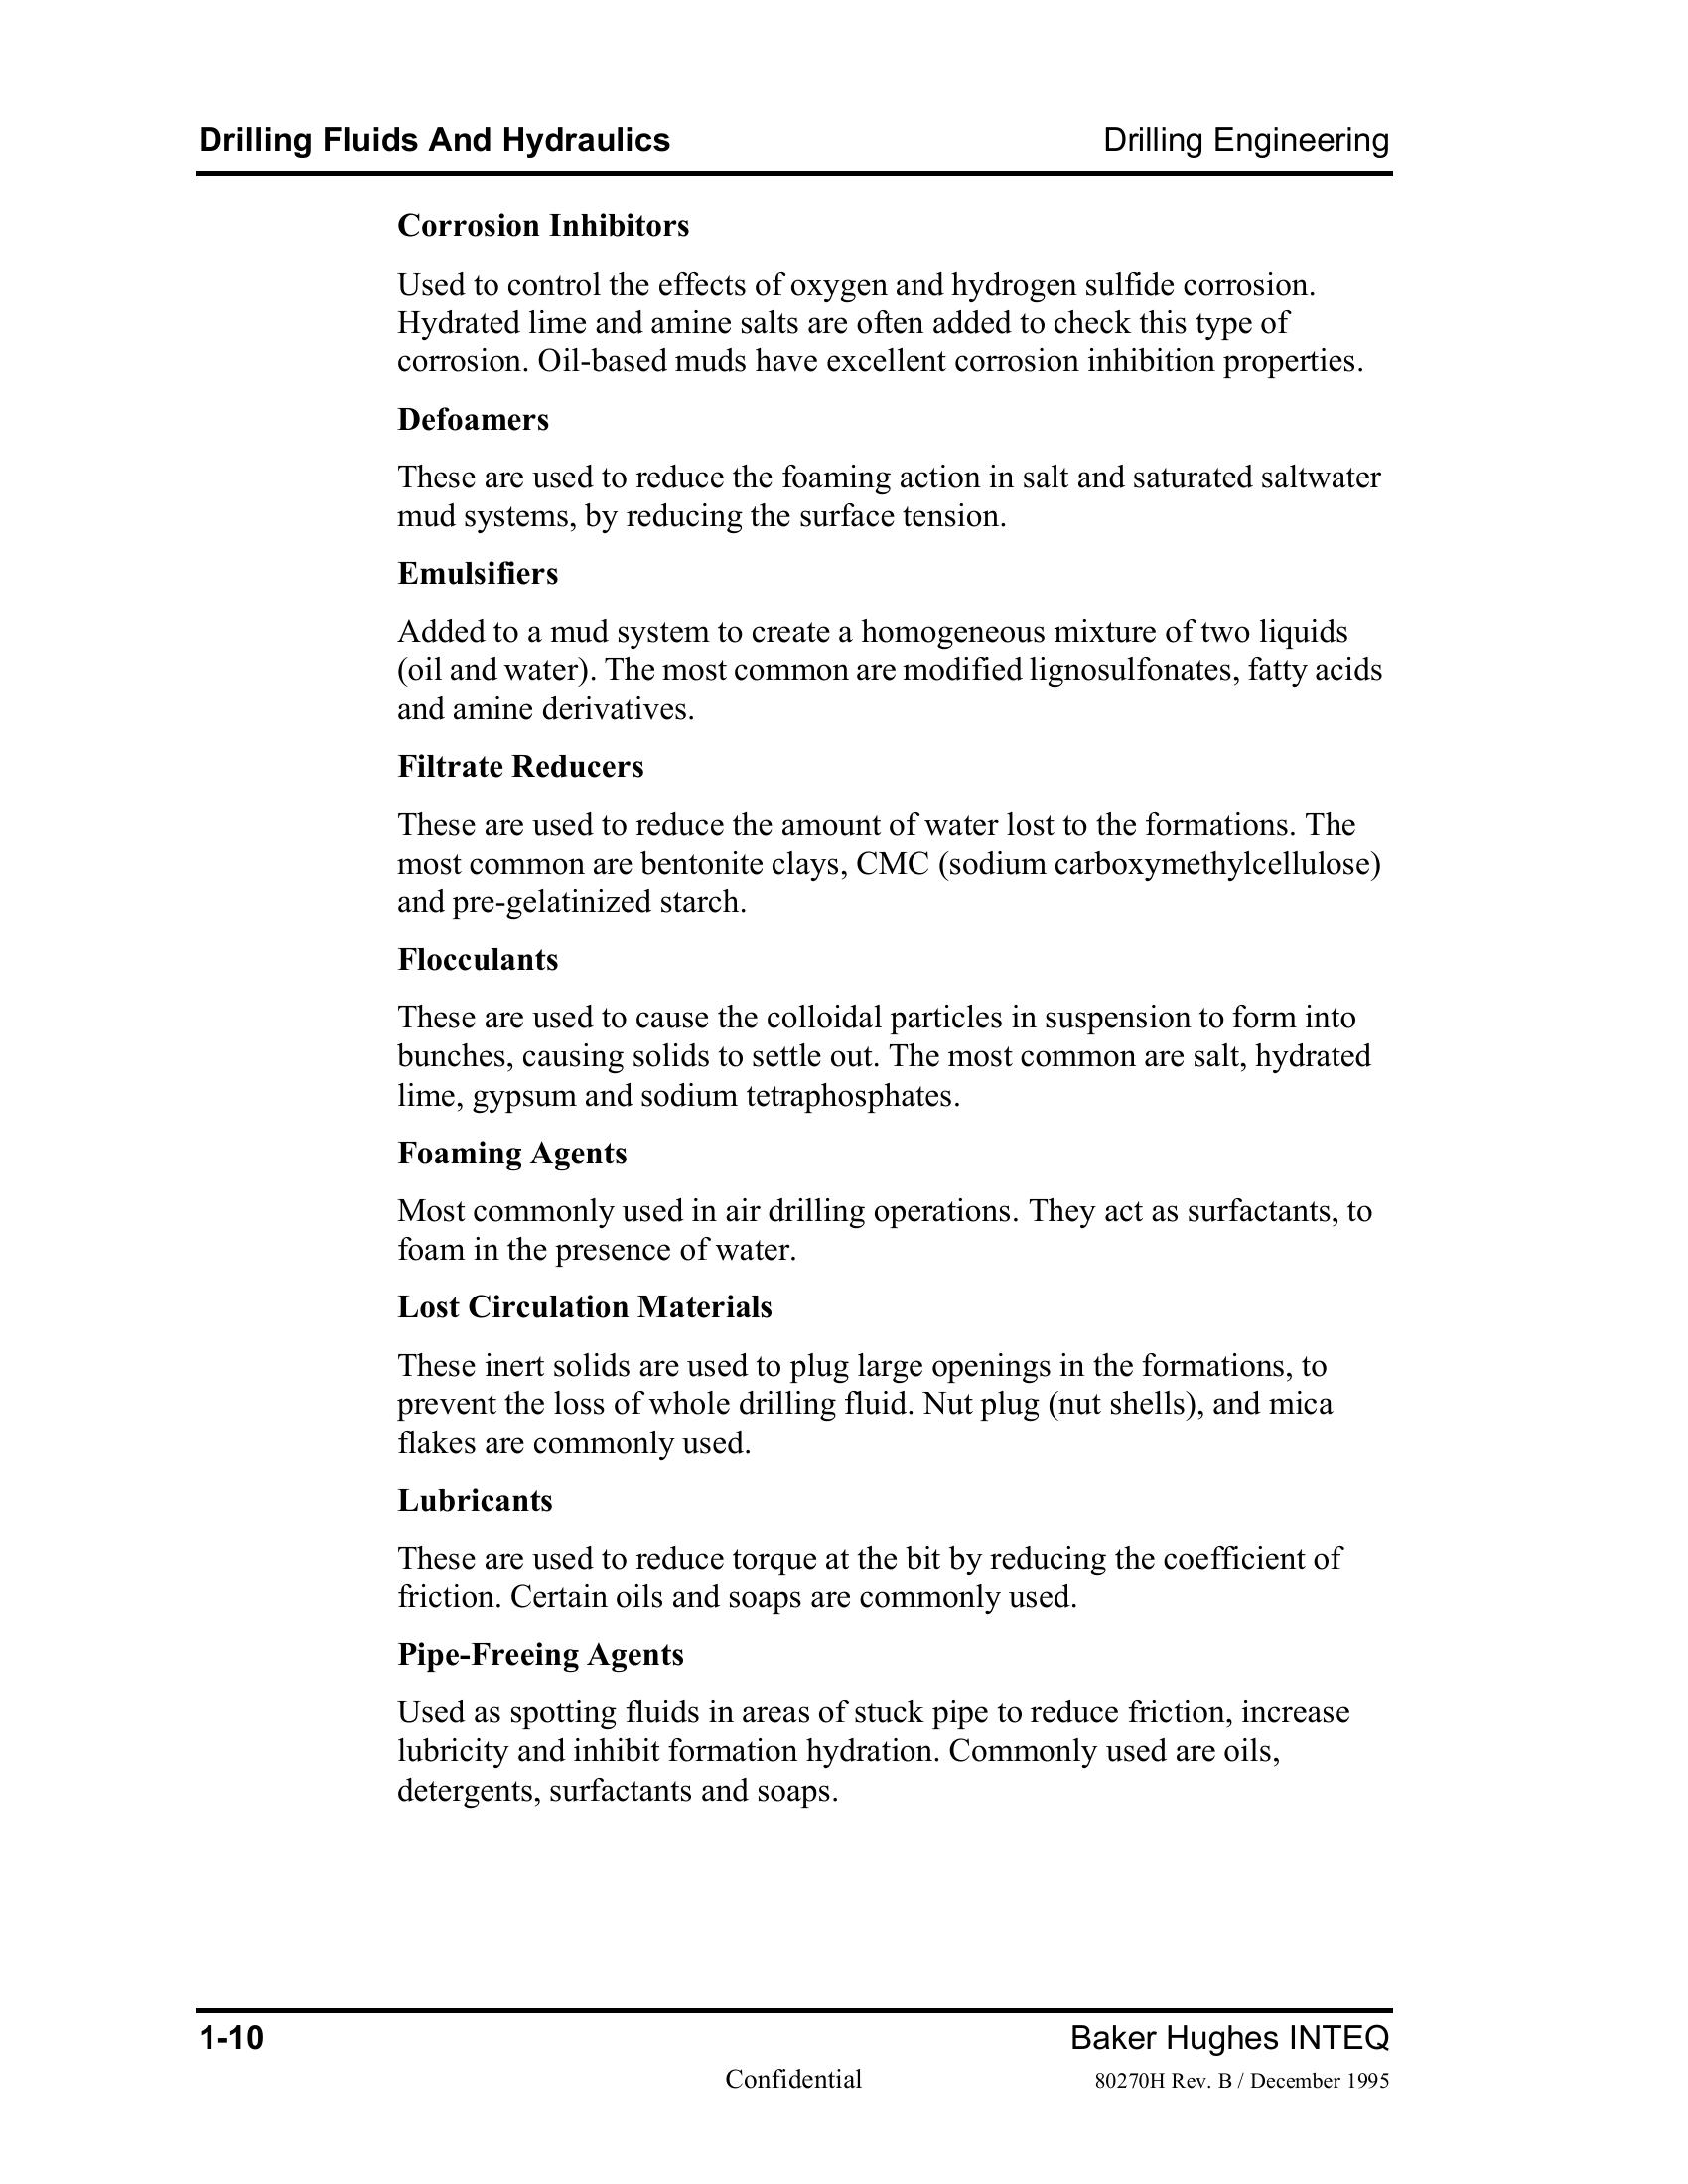 Drilling Fluids And Hydraulics Drilling Engineering
Corrosion Inhibitors
Used to control the effects of oxygen and hydrogen sulfide corrosion.
Hydrated lime and amine salts are often added to check this type of
corrosion. Oil-based muds have excellent corrosion inhibition properties.
Defoamers
These are used to reduce the foaming action in salt and saturated saltwater
mud systems, by reducing the surface tension.
Emulsifiers
Added to a mud system to create a homogeneous mixture of two liquids
(oil and water). The most common are modified lignosulfonates, fatty acids
and amine derivatives.
Filtrate Reducers
These are used to reduce the amount of water lost to the formations. The
most common are bentonite clays, CMC (sodium carboxymethylcellulose)
and pre-gelatinized starch.
Flocculants
These are used to cause the colloidal particles in suspension to form into
bunches, causing solids to settle out. The most common are salt, hydrated
lime, gypsum and sodium tetraphosphates.
Foaming Agents
Most commonly used in air drilling operations. They act as surfactants, to
foam in the presence of water.
Lost Circulation Materials
These inert solids are used to plug large openings in the formations, to
prevent the loss of whole drilling fluid. Nut plug (nut shells), and mica
flakes are commonly used.
Lubricants
These are used to reduce torque at the bit by reducing the coefficient of
friction. Certain oils and soaps are commonly used.
Pipe-Freeing Agents
Used as spotting fluids in areas of stuck pipe to reduce friction, increase
lubricity and inhibit formation hydration. Commonly used are oils,
detergents, surfactants and soaps.
1-10 Baker Hughes INTEQ
Confidential 80270H Rev. B / December 1995